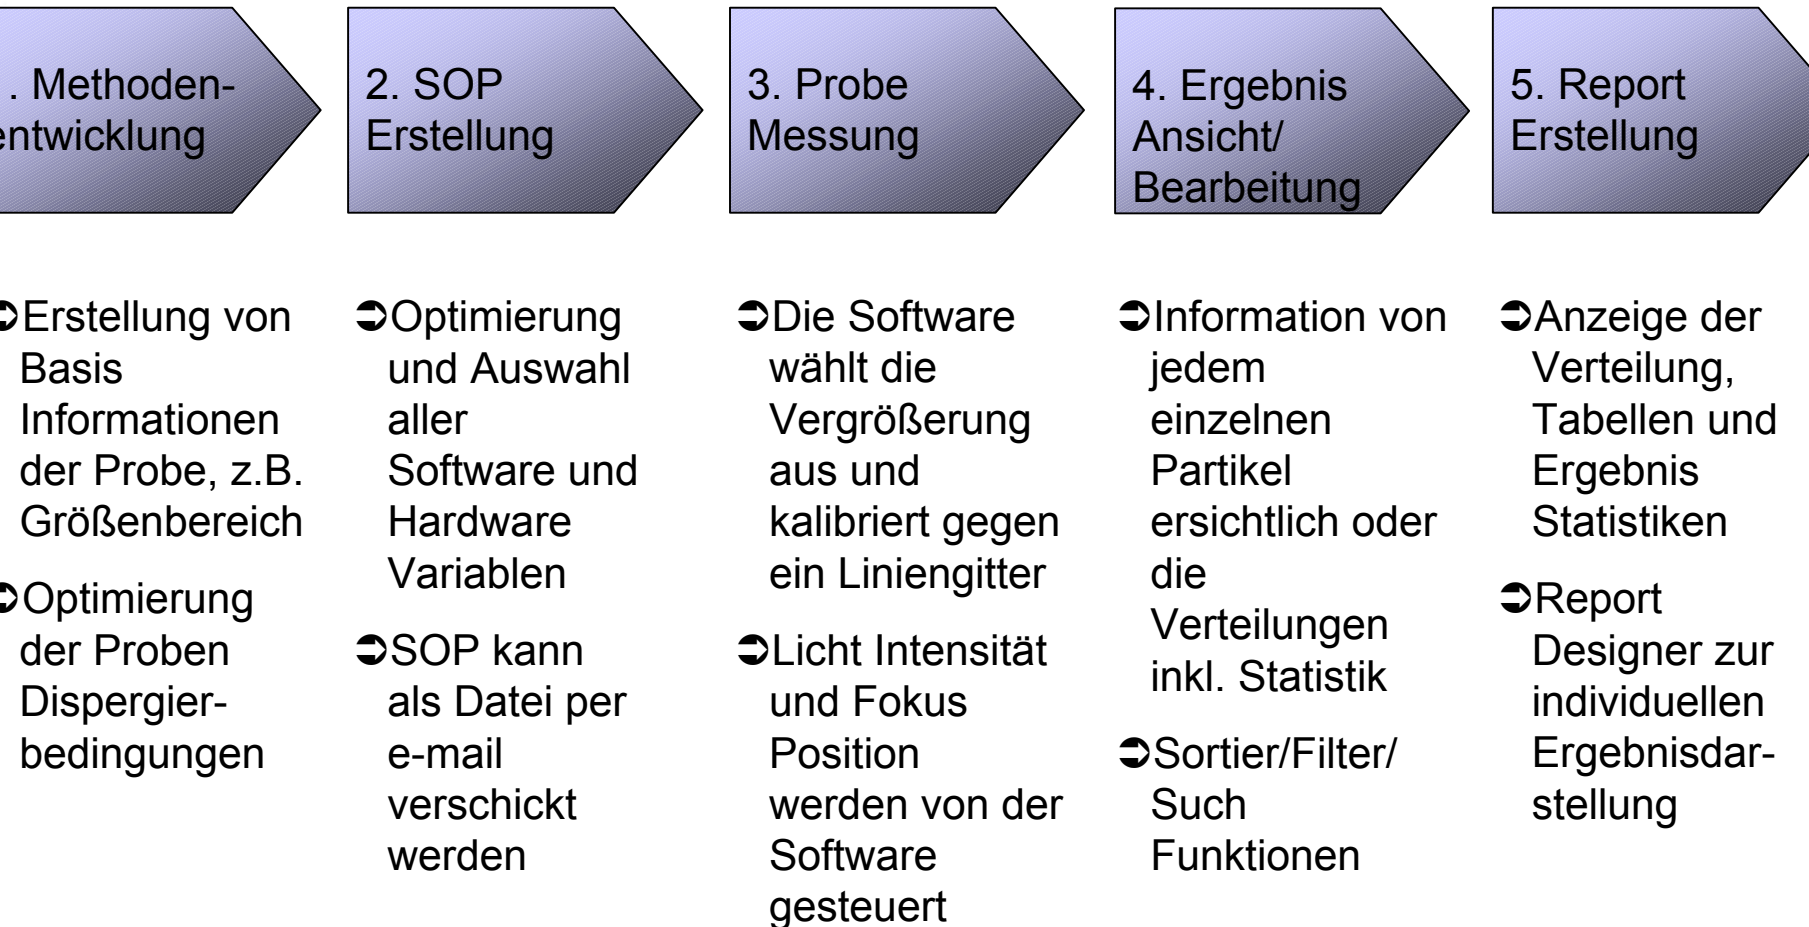 . Methoden-
entwicklung
2. SOP
Erstellung
3. Probe
Messung
4. Ergebnis
Ansicht/
Bearbeitung
5. Report
Erstellung
➲Erstellung von
Basis
Informationen
der Probe, z.B.
Größenbereich
➲Optimierung
der Proben
Dispergier-
bedingungen
➲Optimierung
und Auswahl
aller
Software und
Hardware
Variablen
➲SOP kann
als Datei per
e-mail
verschickt
werden
➲Die Software
wählt die
Vergrößerung
aus und
kalibriert gegen
ein Liniengitter
➲Licht Intensität
und Fokus
Position
werden von der
Software
gesteuert
➲Information von
jedem
einzelnen
Partikel
ersichtlich oder
die
Verteilungen
inkl. Statistik
➲Sortier/Filter/
Such
Funktionen
➲Anzeige der
Verteilung,
Tabellen und
Ergebnis
Statistiken
➲Report
Designer zur
individuellen
Ergebnisdar-
stellung